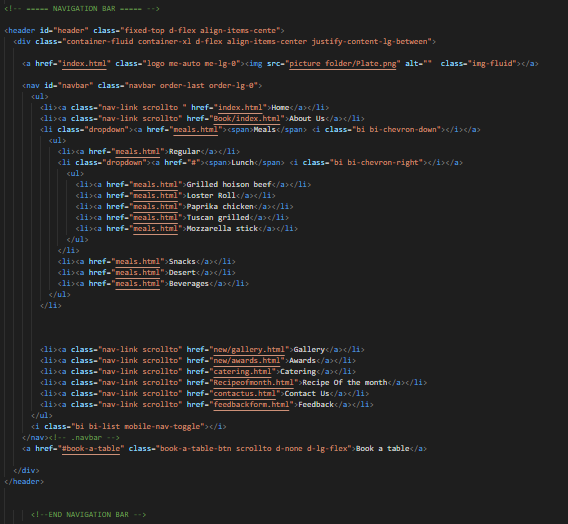 <!-- ===== NAVIGATION BAR ===== -->
<header id="header" class="fixed-top d-flex align-items-cente">
<div class="container-fluid container-xl d-flex align-items-center justify-content-lg-between">
<a href="index.html" class="logo me-auto me-lg-0"><img src="picture folder/Plate.png" alt=""  class="img-fluid"></a>
<nav id="navbar" class="navbar order-last order-lg-0">
<ul>
<li><a class="nav-link scrollto " href="index.html">Home</a></li>
<li><a class="nav-link scrollto" href="Book/index.html">About Us</a></li>
<li class="dropdown"><a href="meals.html"><span>Meals</span> <i class="bi bi-chevron-down"></i></a>
<ul>
<li><a href="meals.html">Regular</a></li>
<li class="dropdown"><a href="#"><span>Lunch</span> <i class="bi bi-chevron-right"></i></a>
<ul>
<li><a href="meals.html">Grilled hoison beef</a></li>
<li><a href="meals.html">Loster Roll</a></li>
<li><a href="meals.html">Paprika chicken</a></li>
<li><a href="meals.html">Tuscan grilled</a></li>
<li><a href="meals.html">Mozzarella stick</a></li>
</ul>
</li>
<li><a href="meals.html">Snacks</a></li>
<li><a href="meals.html">Desert</a></li>
<li><a href="meals.html">Beverages</a></li>
</ul>
</li>
<li><a class="nav-link scrollto" href="new/gallery.html">Gallery</a></li>
<li><a class="nav-link scrollto" href="new/awards.html">Awards</a></li>
<li><a class="nav-link scrollto" href="catering.html">Catering</a></li>
<li><a class="nav-link scrollto" href="Recipeofmonth.html">Recipe Of the month</a></li>
<li><a class="nav-link scrollto" href="contactus.html">Contact Us</a></li>
<li><a class="nav-link scrollto" href="feedbackform.html">Feedback</a></li>
</ul>
<i class="bi bi-list mobile-nav-toggle"></i>
</nav><!-- .navbar -->
<a href="#book-a-table" class="book-a-table-btn scrollto d-none d-lg-flex">Book a table</a>
</div>
</header>
<!--END NAVIGATION BAR -->